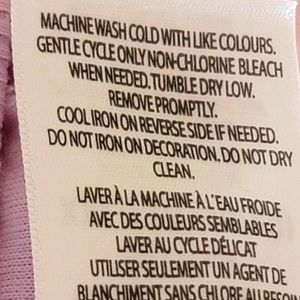 MACHINE WASH COLD WITH LIKE COLOURS.
GENTLE CYCLE ONLY NON-CHLORINE BLEACH
WHEN NEEDED. TUMBLE DRY LOW.
REMOVE PROMPTLY.
COOL IRON ON REVERSE SIDE IF NEEDED.
DO NOT IRON ON DECORATION. DO NOT DRY
CLEAN.
LAVER À LA MACHINE À L'EAU FROIDE
AVEC DES COULEURS SEMBLABLES
LAVER AU CYCLE DÉLICAT
UTILISER SEULEMENT UN AGENT DE
BLANCHIMENT SANS CHLORE AU BESOIN